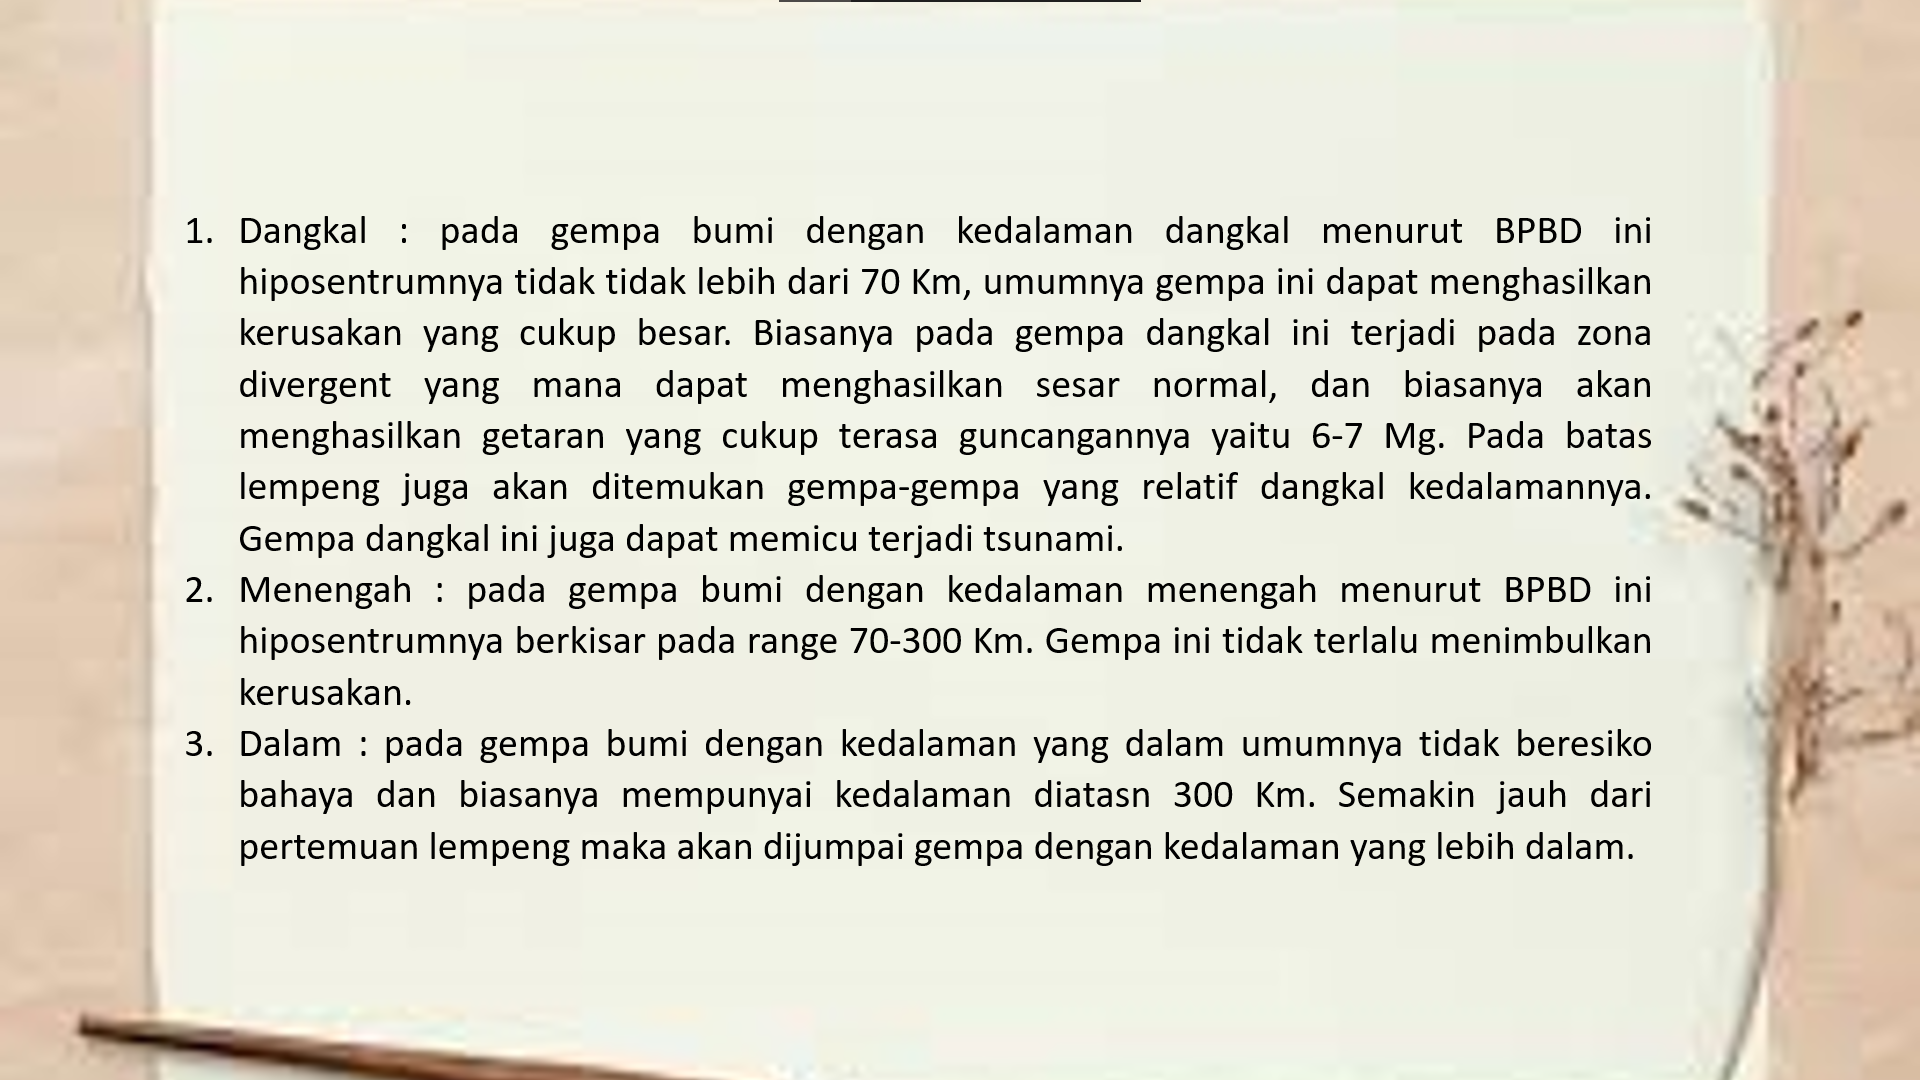 1. Dangkal : pada gempa bumi dengan kedalaman dangkal menurut BPBD ini
hiposentrumnya tidak tidak lebih dari 70 Km, umumnya gempa ini dapat menghasilkan
kerusakan yang cukup besar. Biasanya pada gempa dangkal ini terjadi pada zona
divergent yang mana dapat menghasilkan sesar normal, dan biasanya akan
menghasilkan getaran yang cukup terasa guncangannya yaitu 6-7 Mg. Pada batas
lempeng juga akan ditemukan gempa-gempa yang relatif dangkal kedalamannya.
Gempa dangkal ini juga dapat memicu terjadi tsunami.
2. Menengah : pada gempa bumi dengan kedalaman menengah menurut BPBD ini
hiposentrumnya berkisar pada range 70-300 Km. Gempa ini tidak terlalu menimbulkan
kerusakan.
3. Dalam : pada gempa bumi dengan kedalaman yang dalam umumnya tidak beresiko
bahaya dan biasanya mempunyai kedalaman diatasn 300 Km. Semakin jauh dari
pertemuan lempeng maka akan dijumpai gempa dengan kedalaman yang lebih dalam.